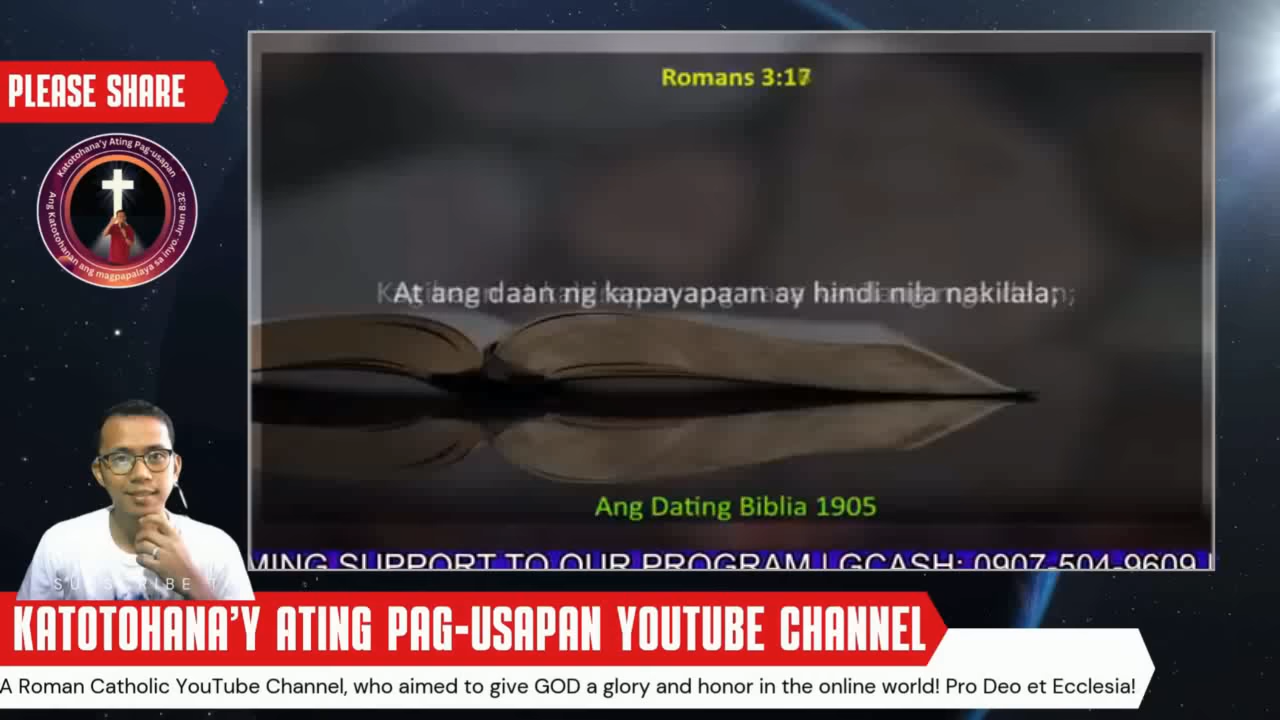 PLEASE SHARE
Katotohana'y Ating Pag-usapan
Ang Katotohanan ang magpapalaya sa inyo. Juan 8:32
Romans 3:17
At ang daan ng kapayapaan ay hindi nila nakilala;
Ang Dating Biblia 1905
MING SUPPORT TO OUR PROGRAM | GCASH: 0907-504-9609 |
SUBSCRIBE
KATOTOHANA'Y ATING PAG-USAPAN YOUTUBE CHANNEL
A Roman Catholic YouTube Channel, who aimed to give GOD a glory and honor in the online world! Pro Deo et Ecclesia!